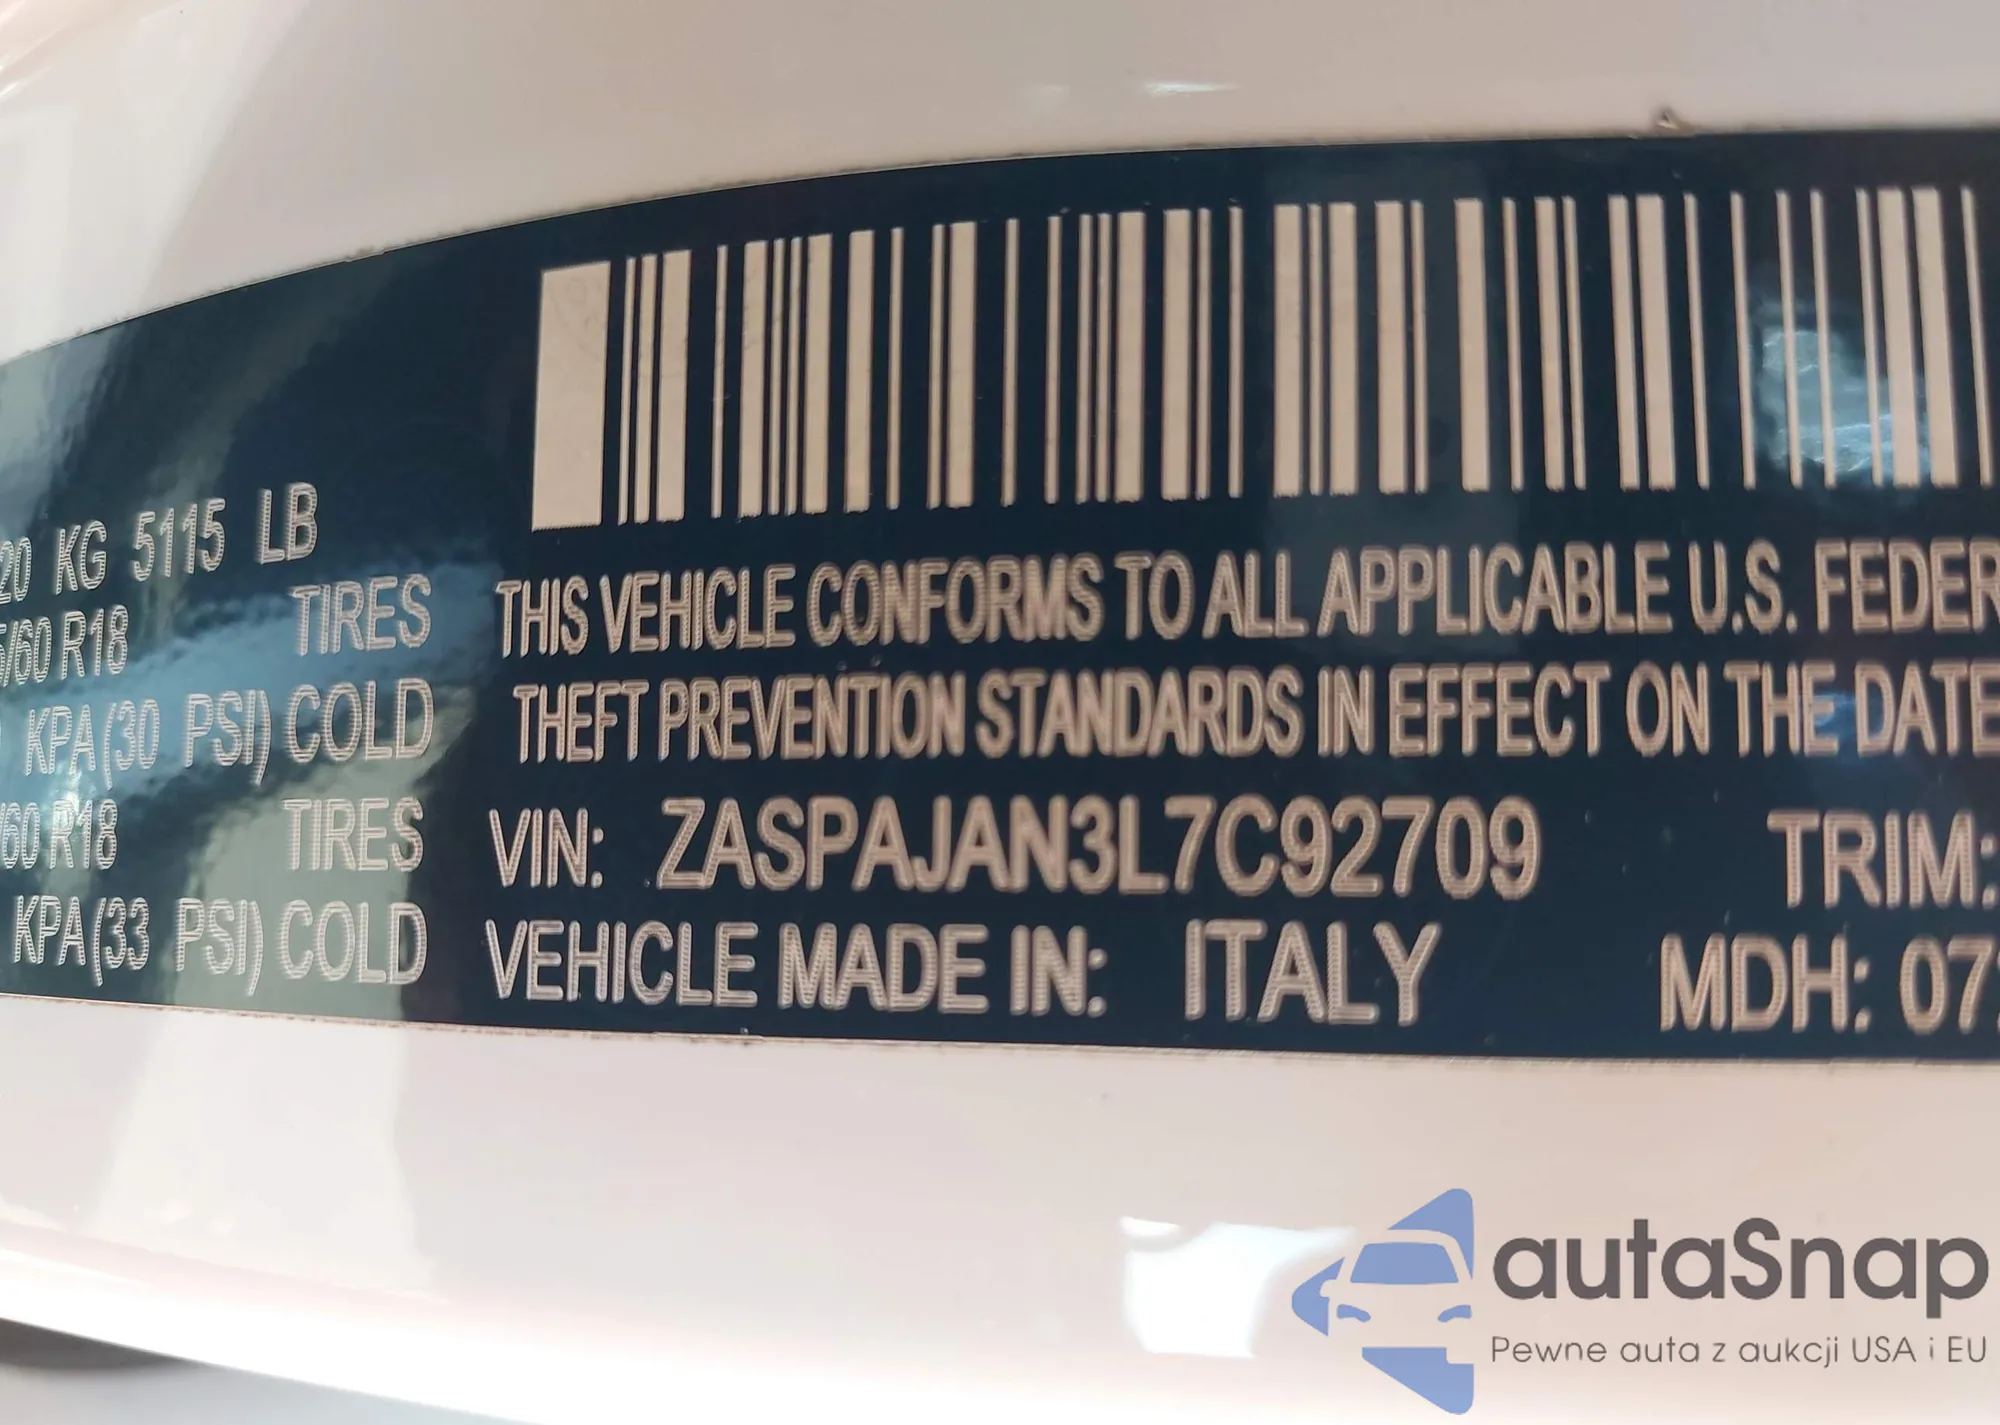 20 KG 5115 LB
/60 R18 TIRES
KPA (30 PSI) COLD
/60 R18 TIRES
KPA (33 PSI) COLD
THIS VEHICLE CONFORMS TO ALL APPLICABLE U.S. FEDER
THEFT PREVENTION STANDARDS IN EFFECT ON THE DATE
VIN: ZASPAJAN3L7C92709 TRIM:
VEHICLE MADE IN: ITALY MDH: 07
autaSnap
Pewne auta z aukcji USA i EU